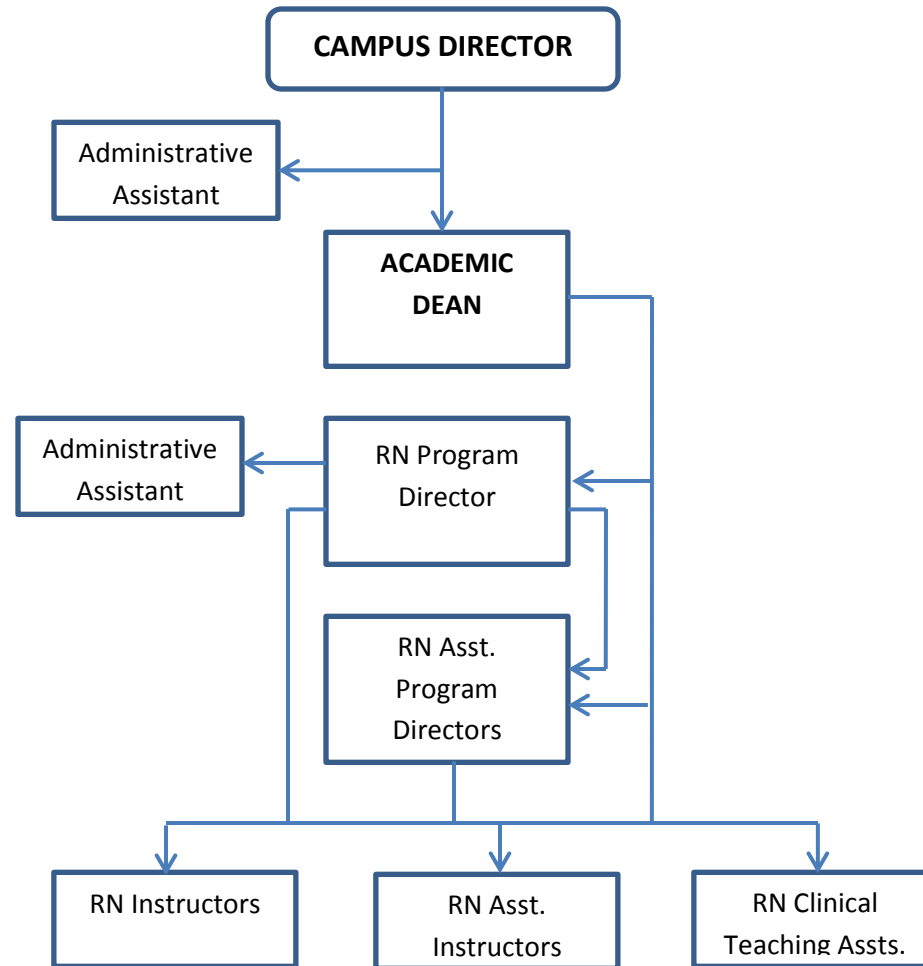 CAMPUS DIRECTOR
Administrative
Assistant
ACADEMIC
DEAN
Administrative
Assistant
RN Program
Director
RN Asst.
Program
Directors
RN Instructors
RN Asst.
Instructors
RN Clinical
Teaching Assts.